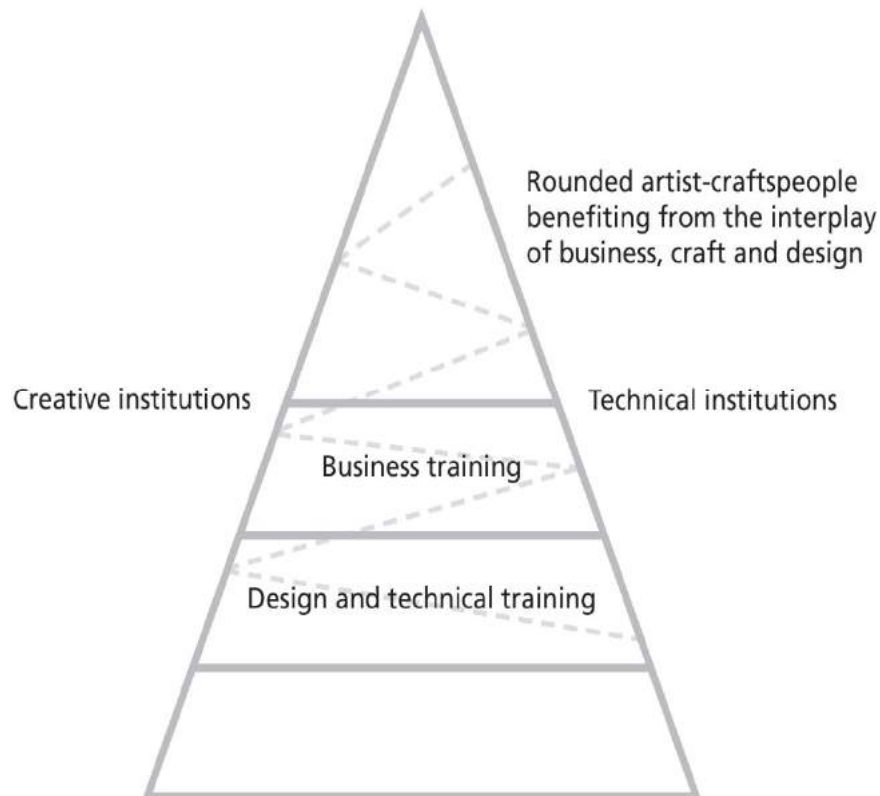 Rounded artist-craftspeople
benefiting from the interplay
of business, craft and design
Creative institutions
Technical institutions
Business training
Design and technical training